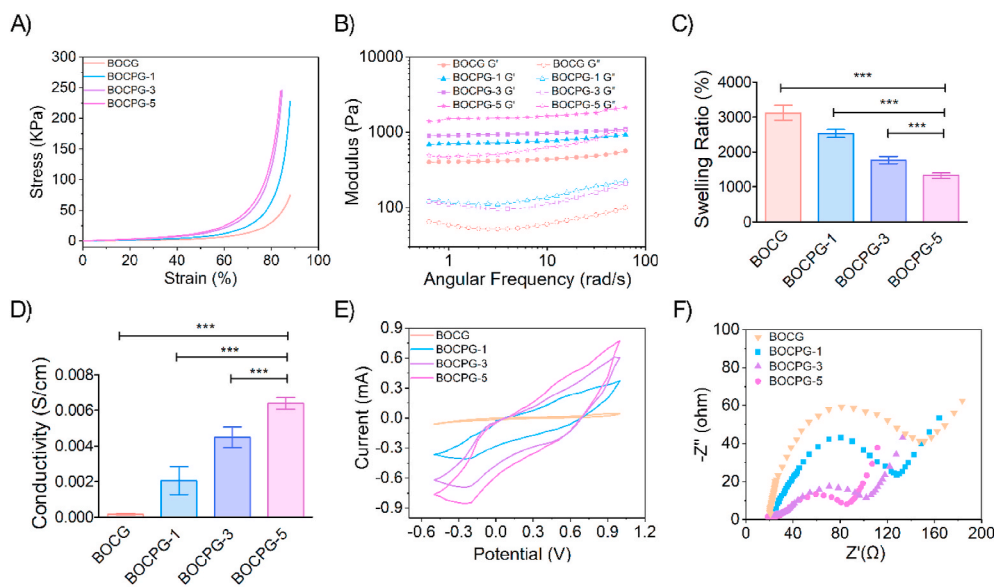 A)
300
250
200
150
100
50
0
Stress (KPa)
0 20 40 60 80 100
Strain (%)
BOCG
BOCPG-1
BOCPG-3
BOCPG-5
B)
10000
1000
100
Modulus (Pa)
BOCG G' BOCG G"
BOCPG-1 G' BOCPG-1 G"
BOCPG-3 G' BOCPG-3 G"
BOCPG-5 G' BOCPG-5 G"
1 10 100
Angular Frequency (rad/s)
C)
Swelling Ratio (%)
4000
3000
2000
1000
0
***
***
***
BOCG
BOCPG-1
BOCPG-3
BOCPG-5
D)
Conductivity (S/cm)
0.008
0.006
0.004
0.002
0.000
***
***
***
BOCG
BOCPG-1
BOCPG-3
BOCPG-5
E)
0.9
0.6
0.3
0.0
-0.3
-0.6
-0.9
Current (mA)
BOCG
BOCPG-1
BOCPG-3
BOCPG-5
-0.6 -0.3 0.0 0.3 0.6 0.9 1.2
Potential (V)
F)
100
80
60
40
20
0
-Z'' (ohm)
BOCG
BOCPG-1
BOCPG-3
BOCPG-5
0 40 80 120 160 200
Z'(Ω)